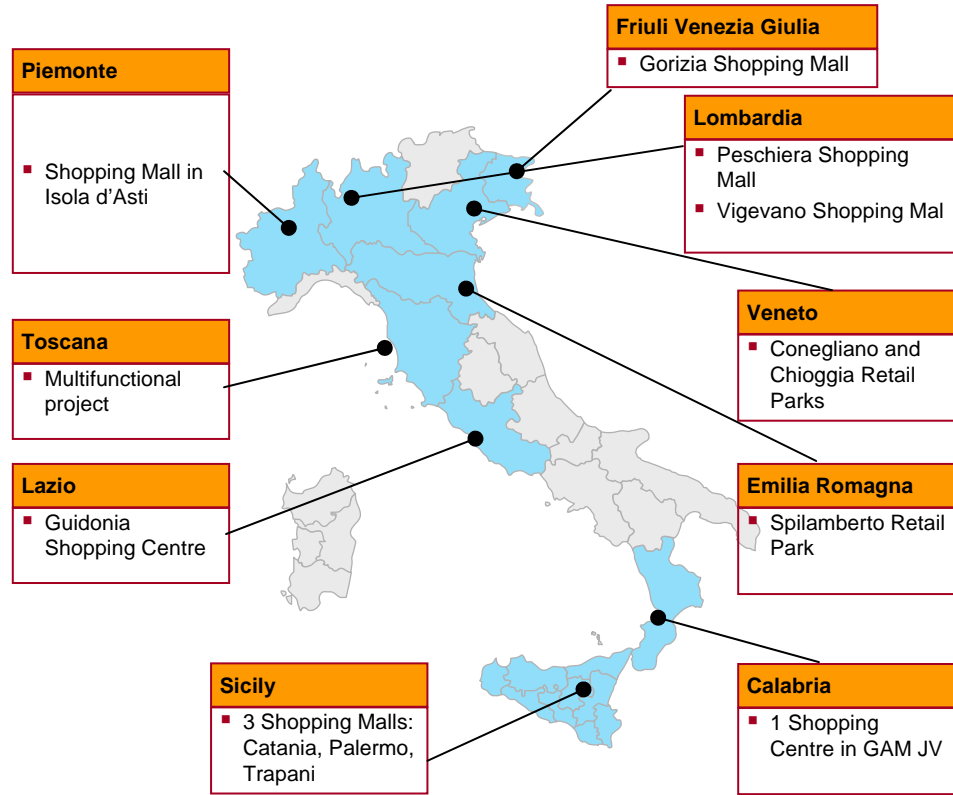 Friuli Venezia Giulia
▪ Gorizia Shopping Mall
Piemonte
▪ Shopping Mall in
Isola d’Asti
Lombardia
▪ Peschiera Shopping
Mall
▪ Vigevano Shopping Mal
Veneto
▪ Conegliano and
Chioggia Retail
Parks
Toscana
▪ Multifunctional
project
Lazio
▪ Guidonia
Shopping Centre
Emilia Romagna
▪ Spilamberto Retail
Park
Sicily
▪ 3 Shopping Malls:
Catania, Palermo,
Trapani
Calabria
▪ 1 Shopping
Centre in GAM JV